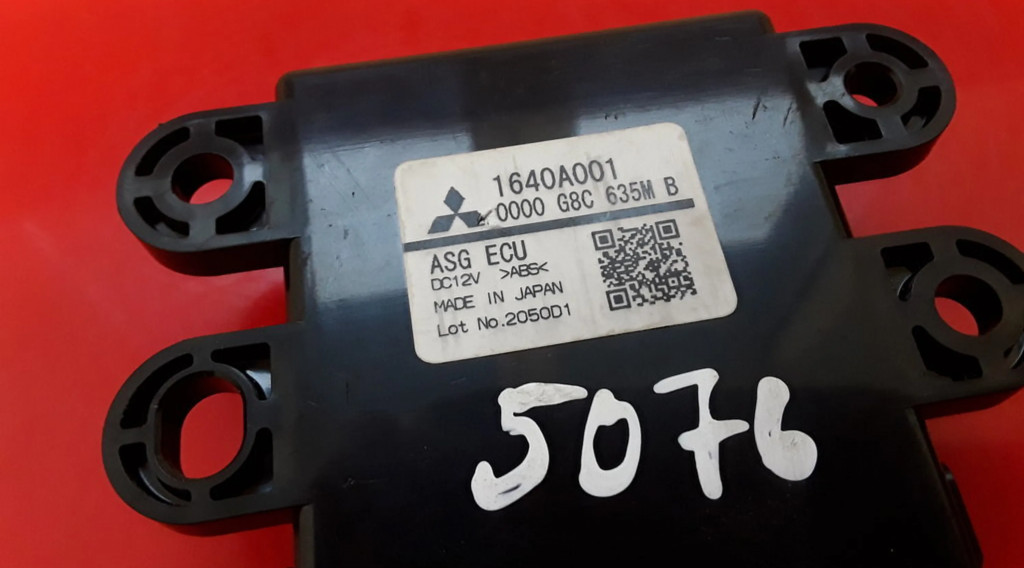 1640A001
0000 G8C 635M B
ASG ECU
DC12V >ABS<
MADE IN JAPAN
Lot No.2050D1
5076